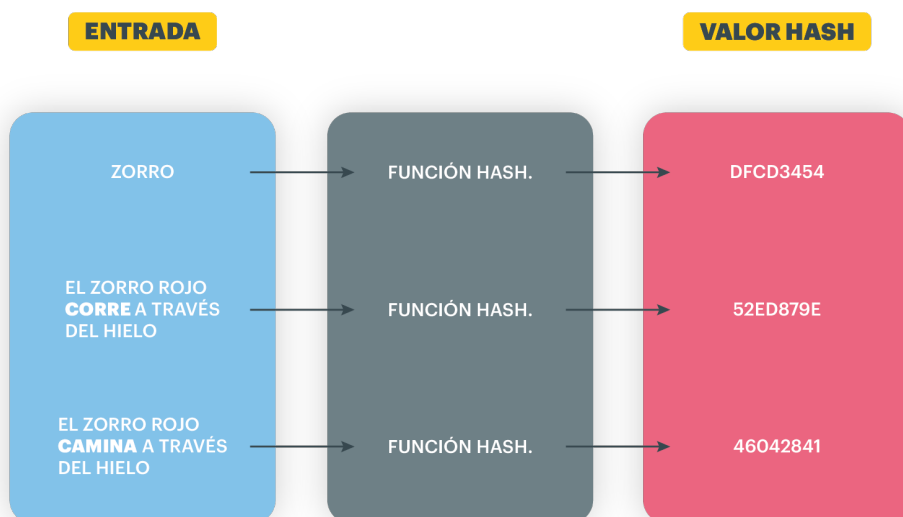 ENTRADA
VALOR HASH
ZORRO
FUNCIÓN HASH.
DFCD3454
EL ZORRO ROJO
CORRE A TRAVÉS
DEL HIELO
FUNCIÓN HASH.
52ED879E
EL ZORRO ROJO
CAMINA A TRAVÉS
DEL HIELO
FUNCIÓN HASH.
46042841